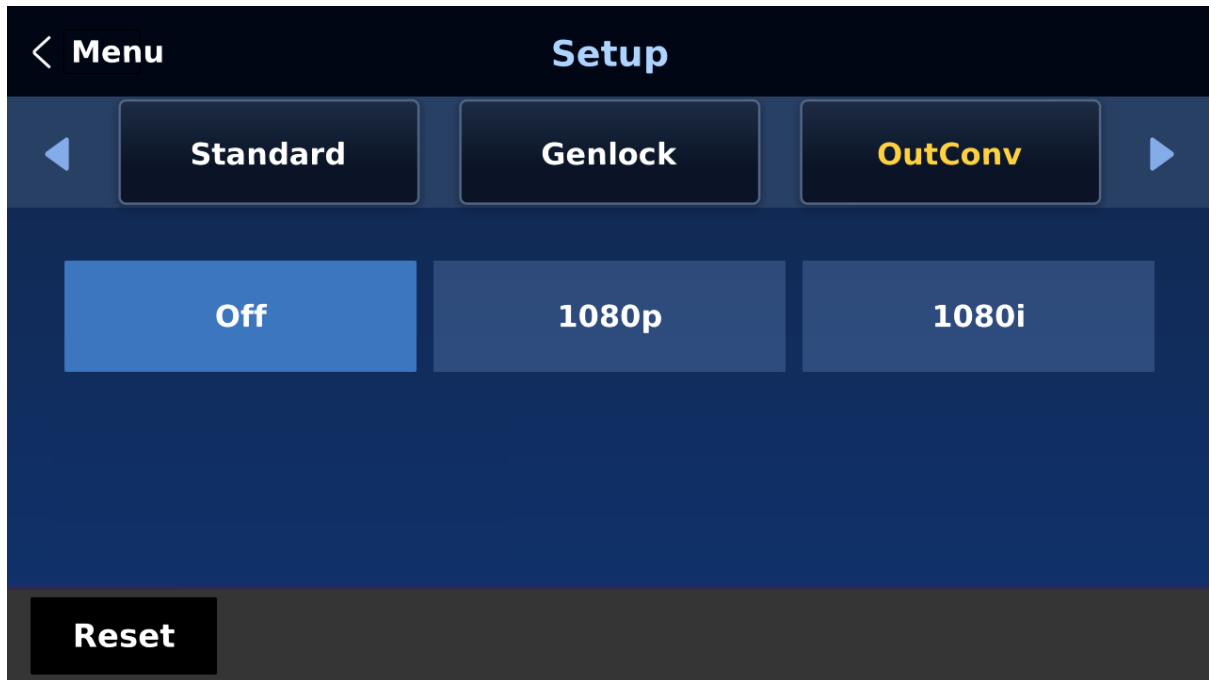 Menu
Setup
Standard
Genlock
OutConv
Off
1080p
1080i
Reset